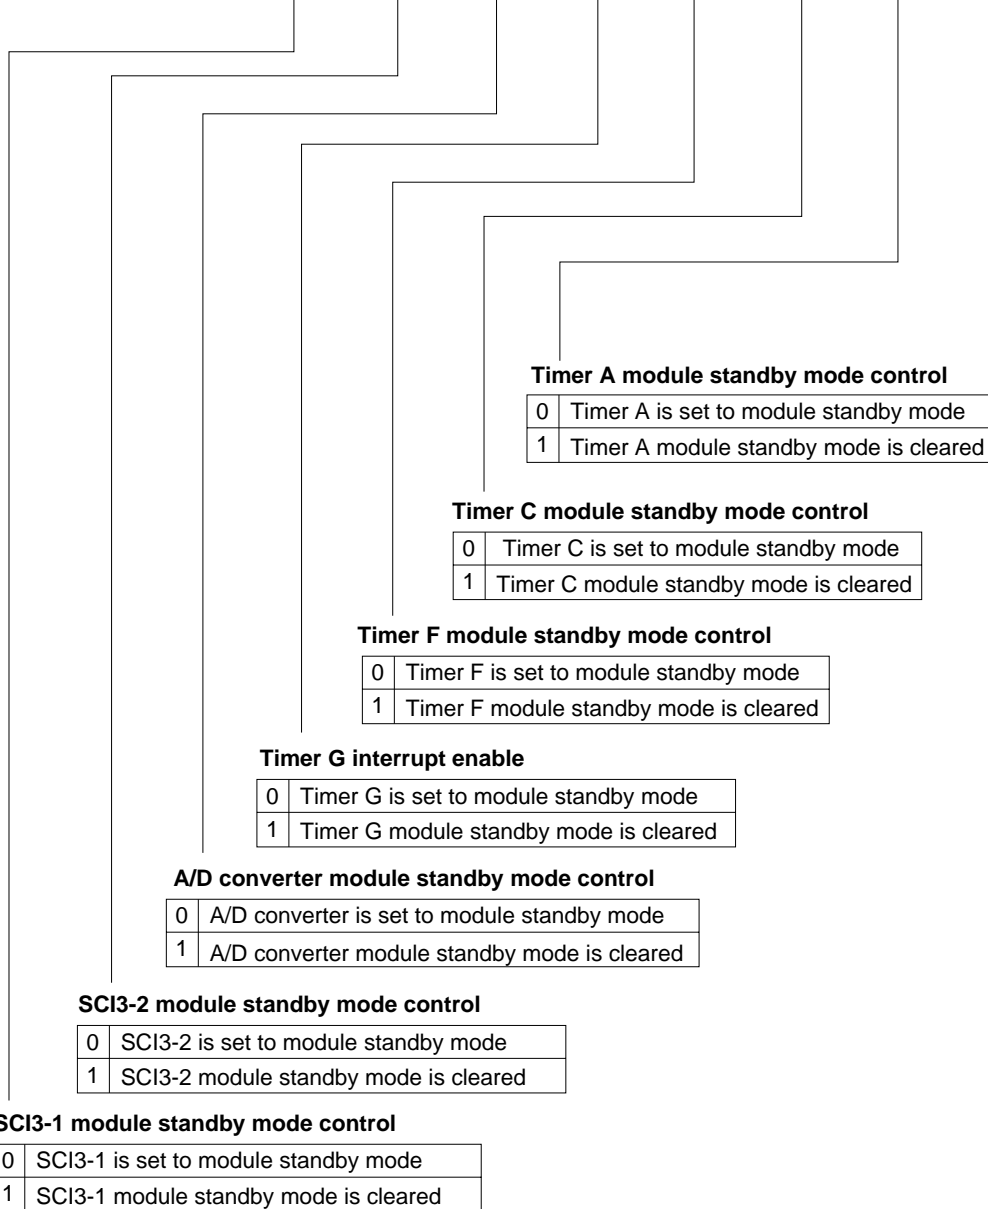 Timer A module standby mode control
0 Timer A is set to module standby mode
1 Timer A module standby mode is cleared
Timer C module standby mode control
0 Timer C is set to module standby mode
1 Timer C module standby mode is cleared
Timer F module standby mode control
0 Timer F is set to module standby mode
1 Timer F module standby mode is cleared
Timer G interrupt enable
0 Timer G is set to module standby mode
1 Timer G module standby mode is cleared
A/D converter module standby mode control
0 A/D converter is set to module standby mode
1 A/D converter module standby mode is cleared
SCI3-2 module standby mode control
0 SCI3-2 is set to module standby mode
1 SCI3-2 module standby mode is cleared
SCI3-1 module standby mode control
0 SCI3-1 is set to module standby mode
1 SCI3-1 module standby mode is cleared